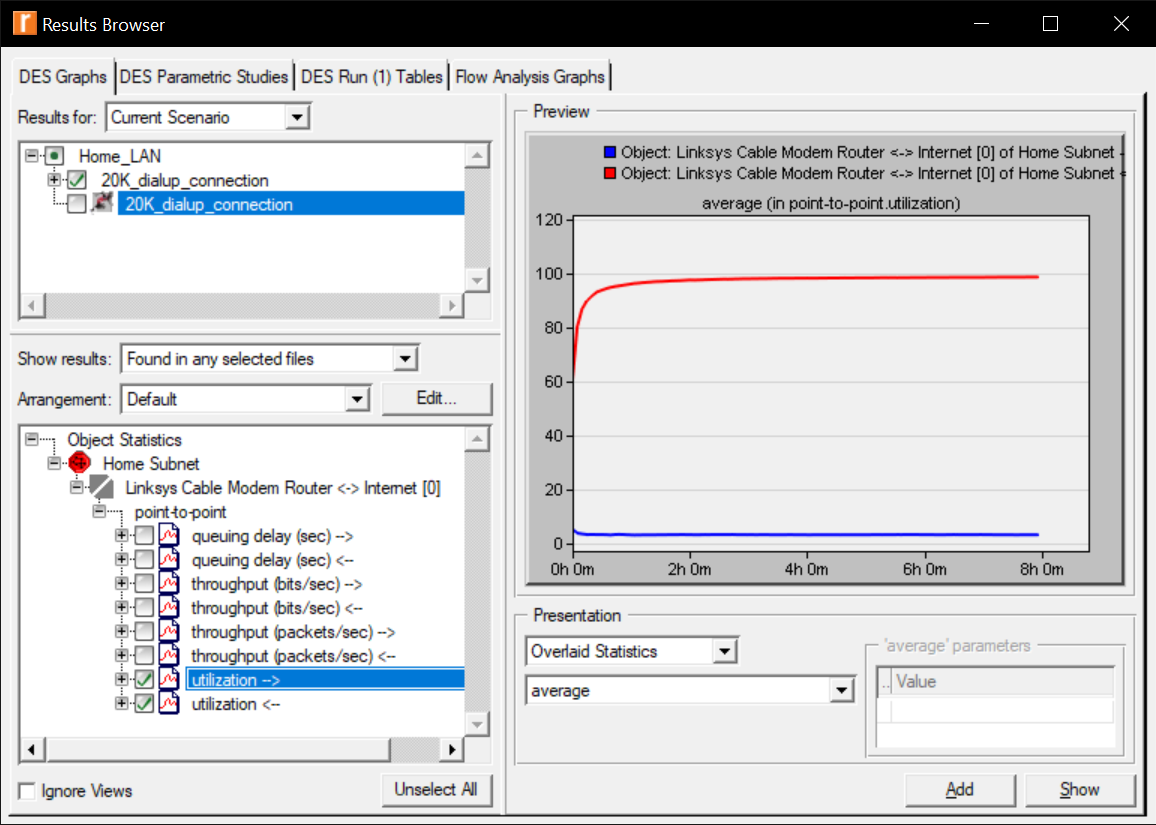 Results Browser
DES Graphs DES Parametric Studies DES Run (1) Tables Flow Analysis Graphs
Results for: Current Scenario
Home_LAN
20K_dialup_connection
20K_dialup_connection
Show results: Found in any selected files
Arrangement: Default Edit...
Object Statistics
Home Subnet
Linksys Cable Modem Router <-> Internet [0]
point-to-point
queuing delay (sec) -->
queuing delay (sec) <--
throughput (bits/sec) -->
throughput (bits/sec) <--
throughput (packets/sec) -->
throughput (packets/sec) <--
utilization -->
utilization <--
Ignore Views Unselect All
Preview
Object: Linksys Cable Modem Router <-> Internet [0] of Home Subnet -
Object: Linksys Cable Modem Router <-> Internet [0] of Home Subnet <
average (in point-to-point.utilization)
120
100
80
60
40
20
0
0h 0m 2h 0m 4h 0m 6h 0m 8h 0m
Presentation
Overlaid Statistics
average
'average' parameters
.. Value
Add Show